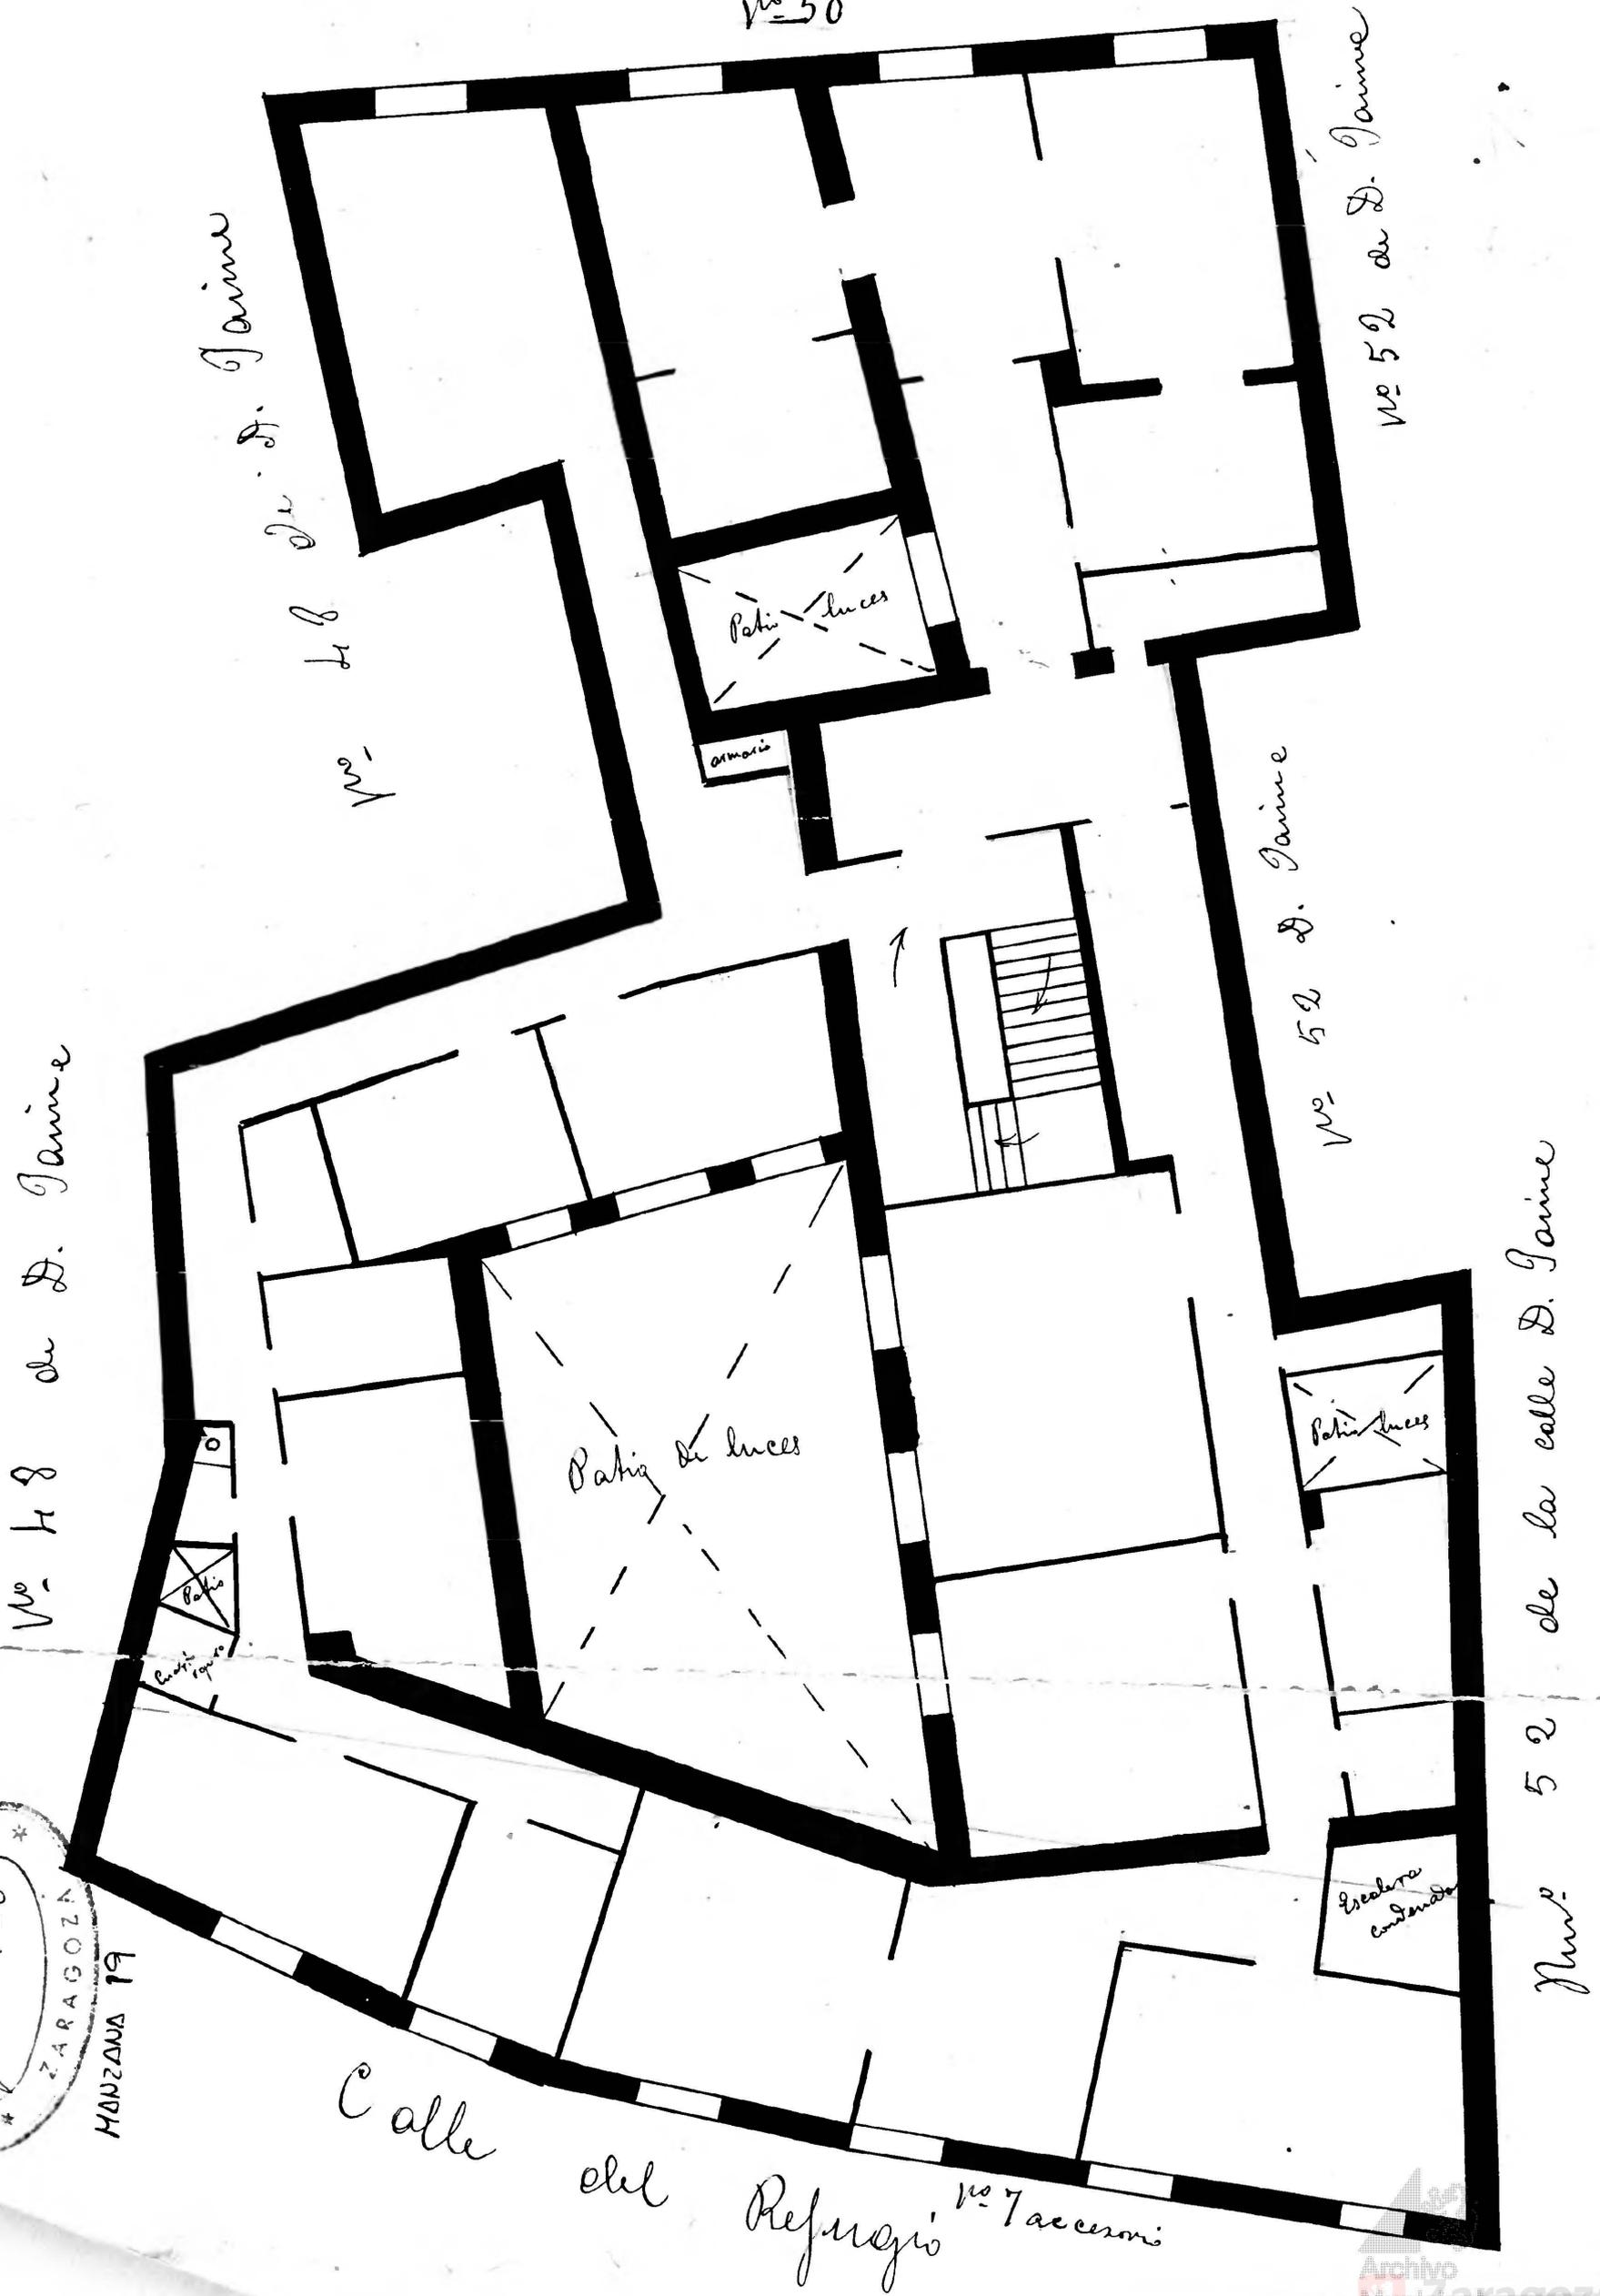 Nº 50
Nº 48 de D. Jaime
Nº 52 de D. Jaime
Patio luces
armario
Nº 52 D. Jaime
Nº 48 de D. Jaime
Patio de luces
Patio luces
Patio
Escalera
condenada
Numº 52 de la calle D. Jaime
ZARAGOZA
MANZANA 19
Calle del Refugio Nº 7 accesorio
Archivo
Zaragoza